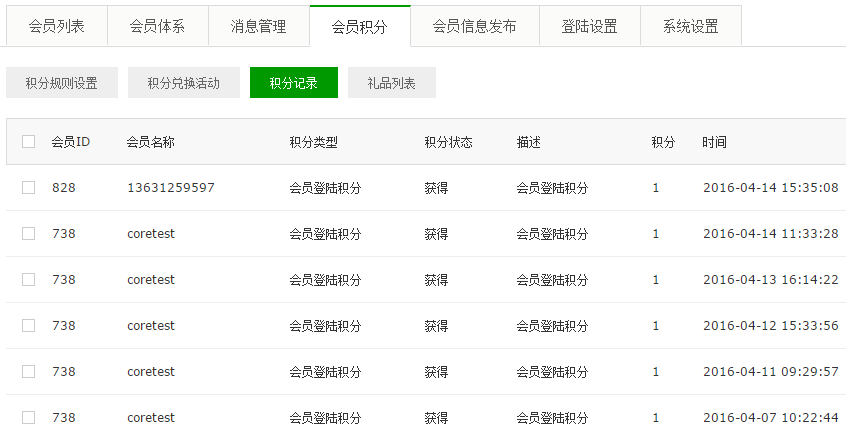 会员列表 会员体系 消息管理 会员积分 会员信息发布 登陆设置 系统设置
积分规则设置 积分兑换活动 积分记录 礼品列表
会员ID 会员名称 积分类型 积分状态 描述 积分 时间
828 13631259597 会员登陆积分 获得 会员登陆积分 1 2016-04-14 15:35:08
738 coretest 会员登陆积分 获得 会员登陆积分 1 2016-04-14 11:33:28
738 coretest 会员登陆积分 获得 会员登陆积分 1 2016-04-13 16:14:22
738 coretest 会员登陆积分 获得 会员登陆积分 1 2016-04-12 15:33:56
738 coretest 会员登陆积分 获得 会员登陆积分 1 2016-04-11 09:29:57
738 coretest 会员登陆积分 获得 会员登陆积分 1 2016-04-07 10:22:44